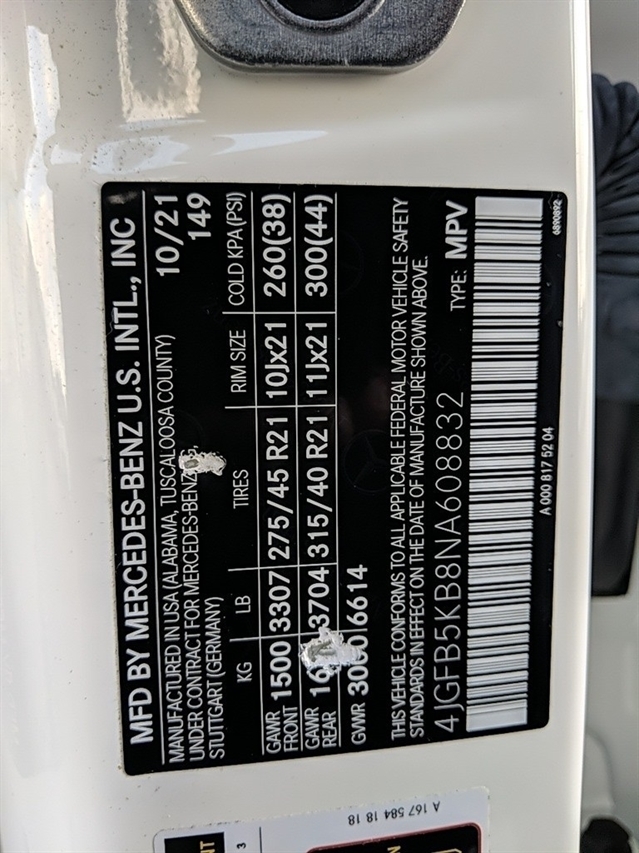 MFD BY MERCEDES-BENZ U.S. INTL., INC
MANUFACTURED IN USA (ALABAMA, TUSCALOOSA COUNTY) 10/21
UNDER CONTRACT FOR MERCEDES-BENZ 149
STUTTGART (GERMANY)
KG LB TIRES RIM SIZE COLD KPA (PSI)
GAWR FRONT 1500 3307 275/45 R21 10Jx21 260(38)
GAWR REAR 3704 315/40 R21 11Jx21 300(44)
GVWR 3000 6614
THIS VEHICLE CONFORMS TO ALL APPLICABLE FEDERAL MOTOR VEHICLE SAFETY
STANDARDS IN EFFECT ON THE DATE OF MANUFACTURE SHOWN ABOVE.
4JGFB5KB8NA608832 TYPE: MPV
A 000 817 52 04 6890892
A 167 584 18 18